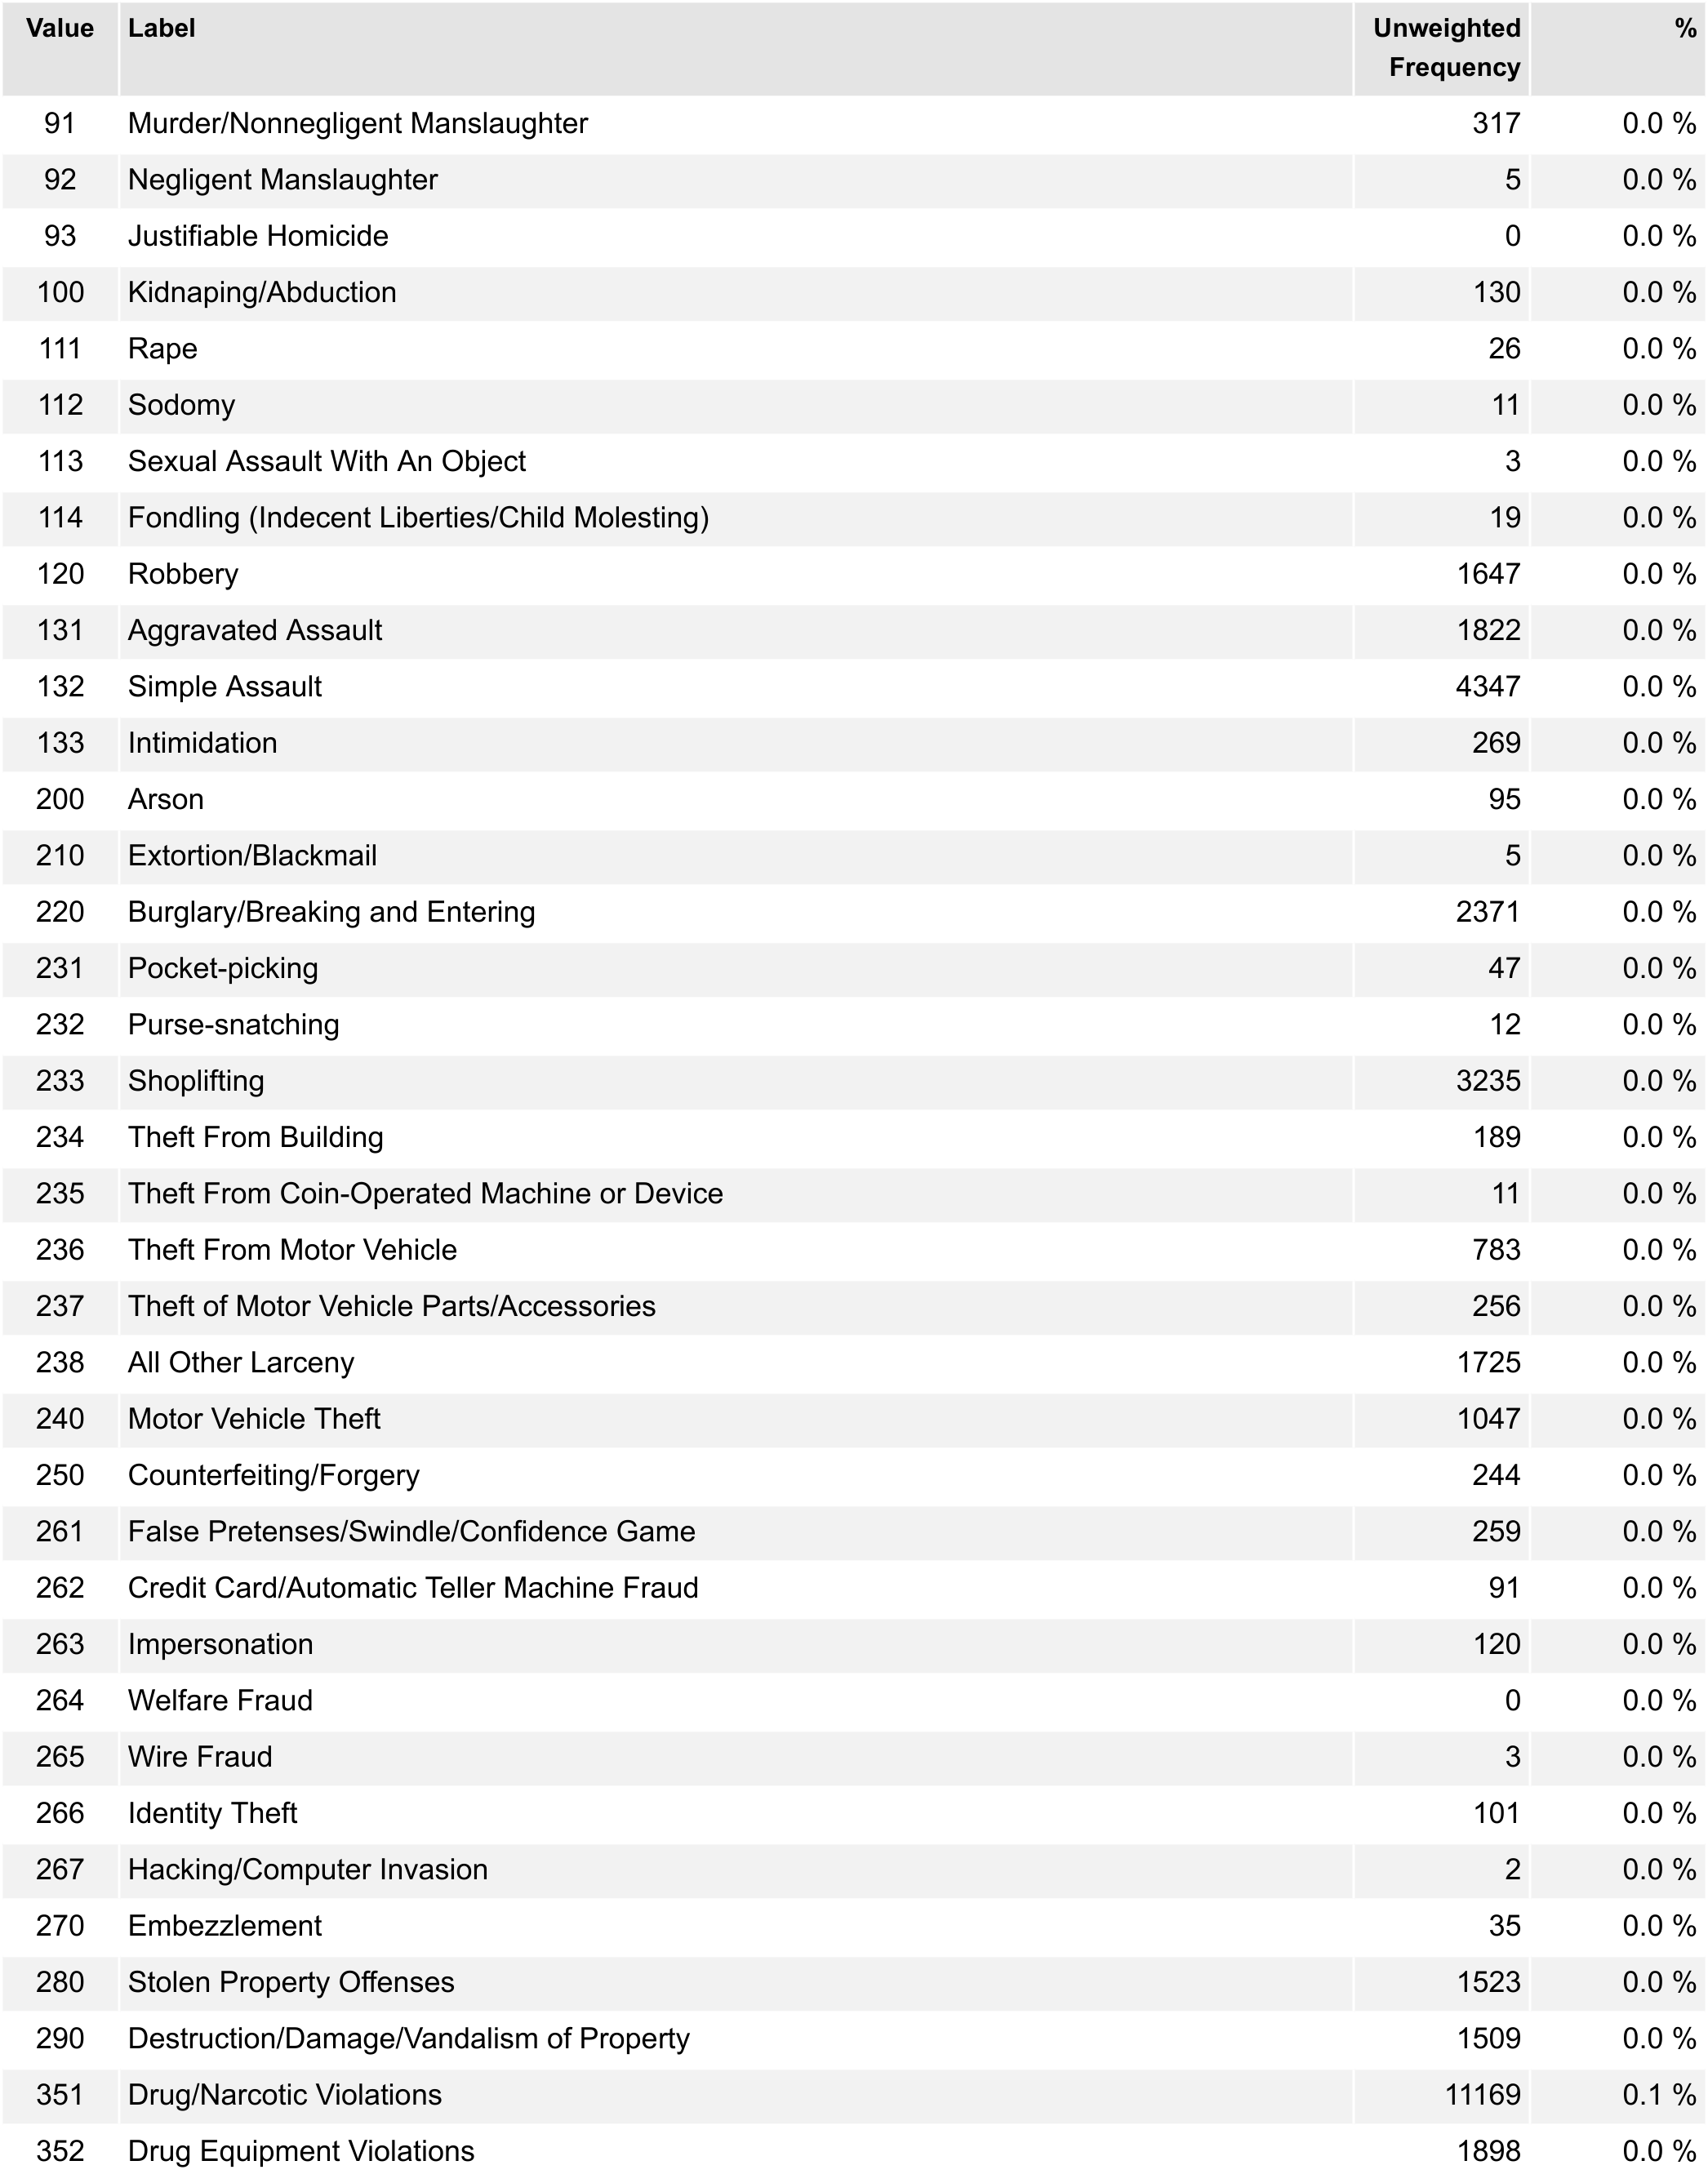 Value Label Unweighted Frequency %
91 Murder/Nonnegligent Manslaughter 317 0.0 %
92 Negligent Manslaughter 5 0.0 %
93 Justifiable Homicide 0 0.0 %
100 Kidnaping/Abduction 130 0.0 %
111 Rape 26 0.0 %
112 Sodomy 11 0.0 %
113 Sexual Assault With An Object 3 0.0 %
114 Fondling (Indecent Liberties/Child Molesting) 19 0.0 %
120 Robbery 1647 0.0 %
131 Aggravated Assault 1822 0.0 %
132 Simple Assault 4347 0.0 %
133 Intimidation 269 0.0 %
200 Arson 95 0.0 %
210 Extortion/Blackmail 5 0.0 %
220 Burglary/Breaking and Entering 2371 0.0 %
231 Pocket-picking 47 0.0 %
232 Purse-snatching 12 0.0 %
233 Shoplifting 3235 0.0 %
234 Theft From Building 189 0.0 %
235 Theft From Coin-Operated Machine or Device 11 0.0 %
236 Theft From Motor Vehicle 783 0.0 %
237 Theft of Motor Vehicle Parts/Accessories 256 0.0 %
238 All Other Larceny 1725 0.0 %
240 Motor Vehicle Theft 1047 0.0 %
250 Counterfeiting/Forgery 244 0.0 %
261 False Pretenses/Swindle/Confidence Game 259 0.0 %
262 Credit Card/Automatic Teller Machine Fraud 91 0.0 %
263 Impersonation 120 0.0 %
264 Welfare Fraud 0 0.0 %
265 Wire Fraud 3 0.0 %
266 Identity Theft 101 0.0 %
267 Hacking/Computer Invasion 2 0.0 %
270 Embezzlement 35 0.0 %
280 Stolen Property Offenses 1523 0.0 %
290 Destruction/Damage/Vandalism of Property 1509 0.0 %
351 Drug/Narcotic Violations 11169 0.1 %
352 Drug Equipment Violations 1898 0.0 %